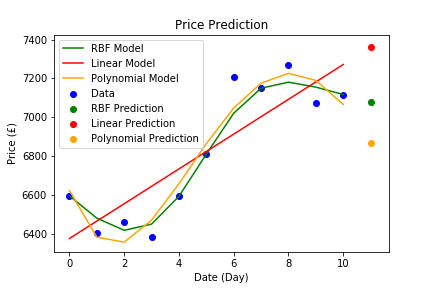 Price Prediction
7400
7200
7000
6800
6600
6400
Price (£)
RBF Model
Linear Model
Polynomial Model
Data
RBF Prediction
Linear Prediction
Polynomial Prediction
0 2 4 6 8 10
Date (Day)